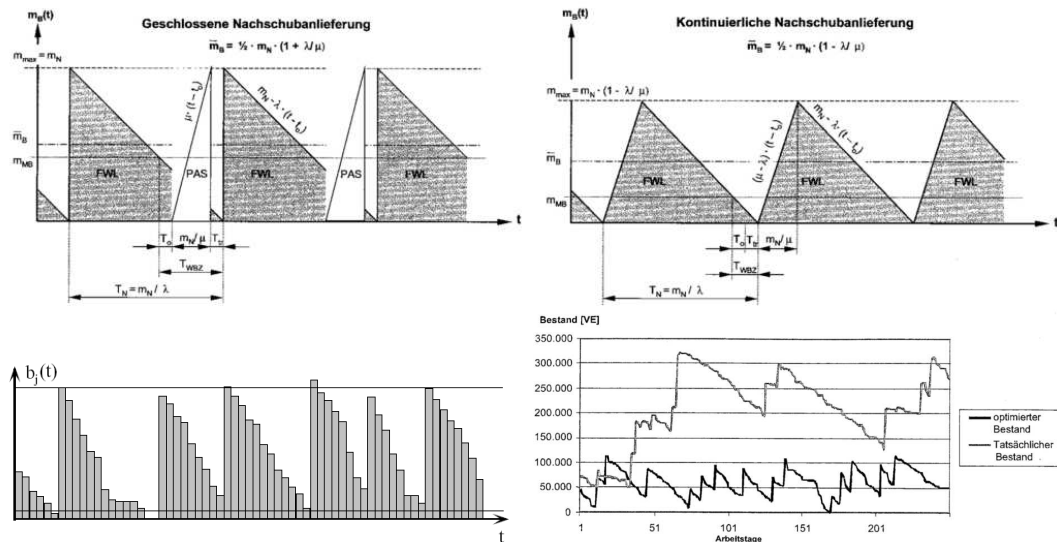 Geschlossene Nachschubanlieferung
m_B(t)
m̅_B = ½ · m_N · (1 + λ/μ)
m_max = m_N
m̅_B
m_MB
FWL
PAS
FWL
PAS
FWL
μ · (t – t_0)
m_N - λ · (t – t_0)
t
T_o
m_N/ μ
T_tr
T_WBZ
T_N = m_N / λ
Kontinuierliche Nachschubanlieferung
m_B(t)
m̅_B = ½ · m_N · (1 - λ/μ)
m_max = m_N · (1 - λ/ μ)
m̅_B
m_MB
FWL
FWL
FWL
(μ - λ) · (t – t_0)
m_N - λ · (t – t_0)
t
T_o
T_tr
m_N/ μ
T_WBZ
T_N = m_N / λ
b_j(t)
t
Bestand [VE]
350.000
300.000
250.000
200.000
150.000
100.000
50.000
0
1
51
101
151
201
Arbeitstage
optimierter
Bestand
Tatsächlicher
Bestand